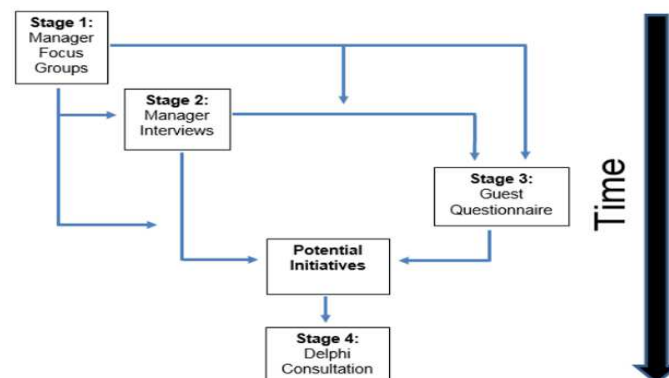 Stage 1:
Manager
Focus
Groups
Stage 2:
Manager
Interviews
Stage 3:
Guest
Questionnaire
Time
Potential
Initiatives
Stage 4:
Delphi
Consultation